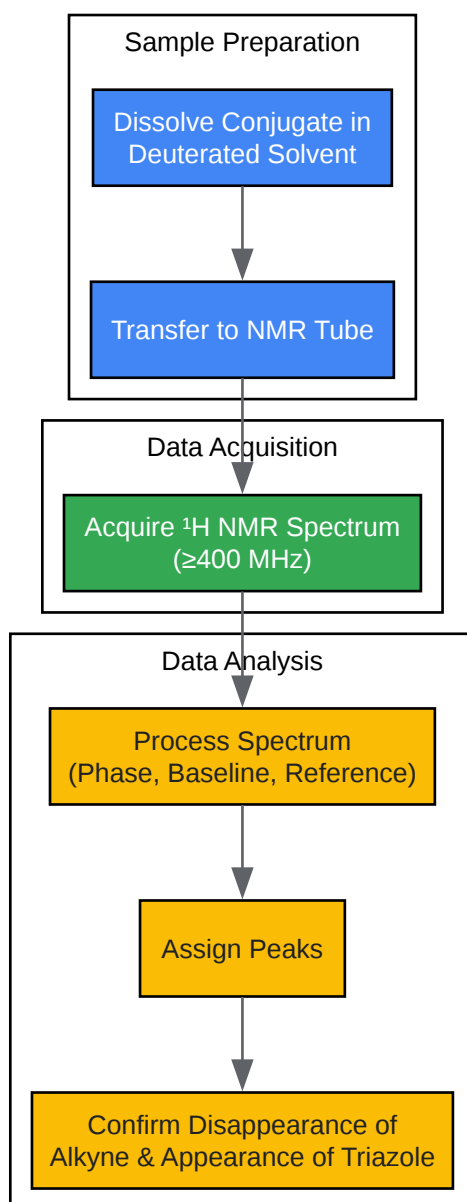 Sample Preparation
Dissolve Conjugate in
Deuterated Solvent
Transfer to NMR Tube
Data Acquisition
Acquire ¹H NMR Spectrum
(≥400 MHz)
Data Analysis
Process Spectrum
(Phase, Baseline, Reference)
Assign Peaks
Confirm Disappearance of
Alkyne & Appearance of Triazole